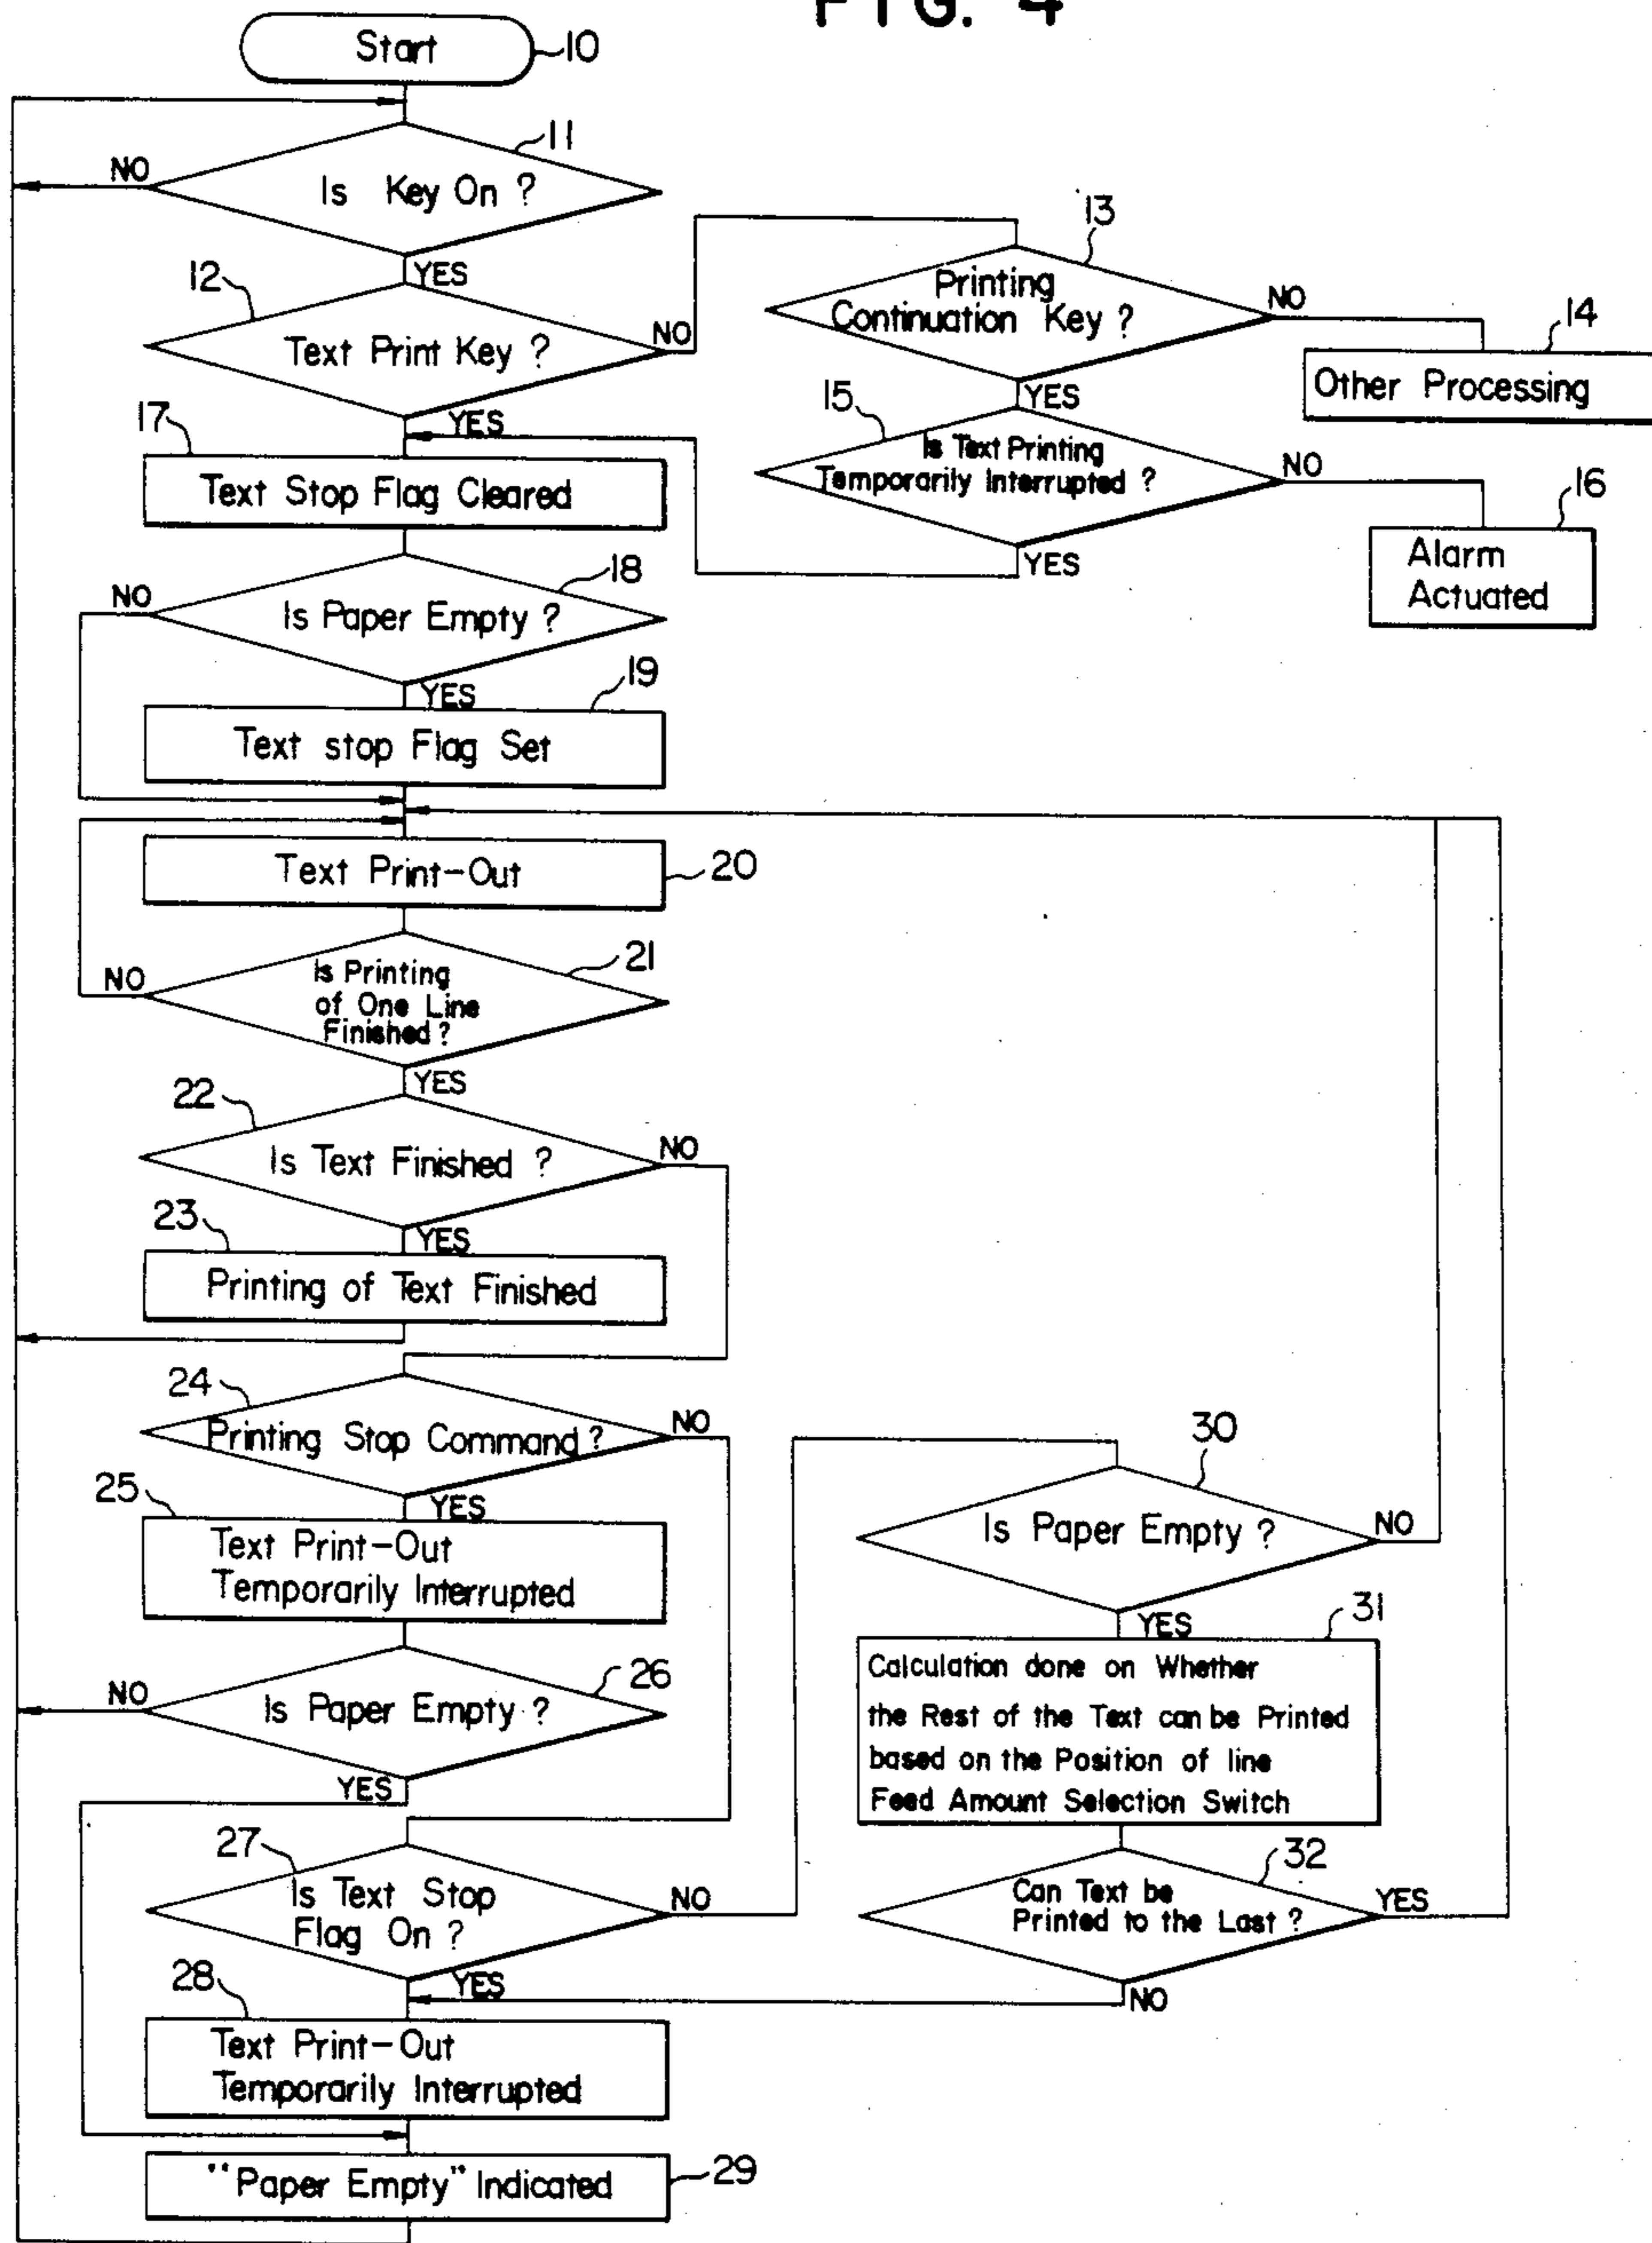 FIG. 4
Start
10
11
NO
Is Key On ?
YES
12
Text Print Key ?
NO
13
Printing
Continuation Key ?
NO
14
Other Processing
YES
15
Is Text Printing
Temporarily Interrupted ?
NO
16
Alarm
Actuated
YES
YES
17
Text Stop Flag Cleared
18
NO
Is Paper Empty ?
YES
19
Text stop Flag Set
Text Print-Out
20
21
NO
Is Printing
of One Line
Finished ?
YES
22
Is Text Finished ?
NO
YES
23
Printing of Text Finished
24
Printing Stop Command ?
NO
YES
25
Text Print-Out
Temporarily Interrupted
26
NO
Is Paper Empty ?
YES
27
Is Text Stop
Flag On ?
NO
YES
28
Text Print-Out
Temporarily Interrupted
"Paper Empty" Indicated
29
30
Is Paper Empty ?
NO
YES
31
Calculation done on Whether
the Rest of the Text can be Printed
based on the Position of line
Feed Amount Selection Switch
32
Can Text be
Printed to the Last ?
YES
NO